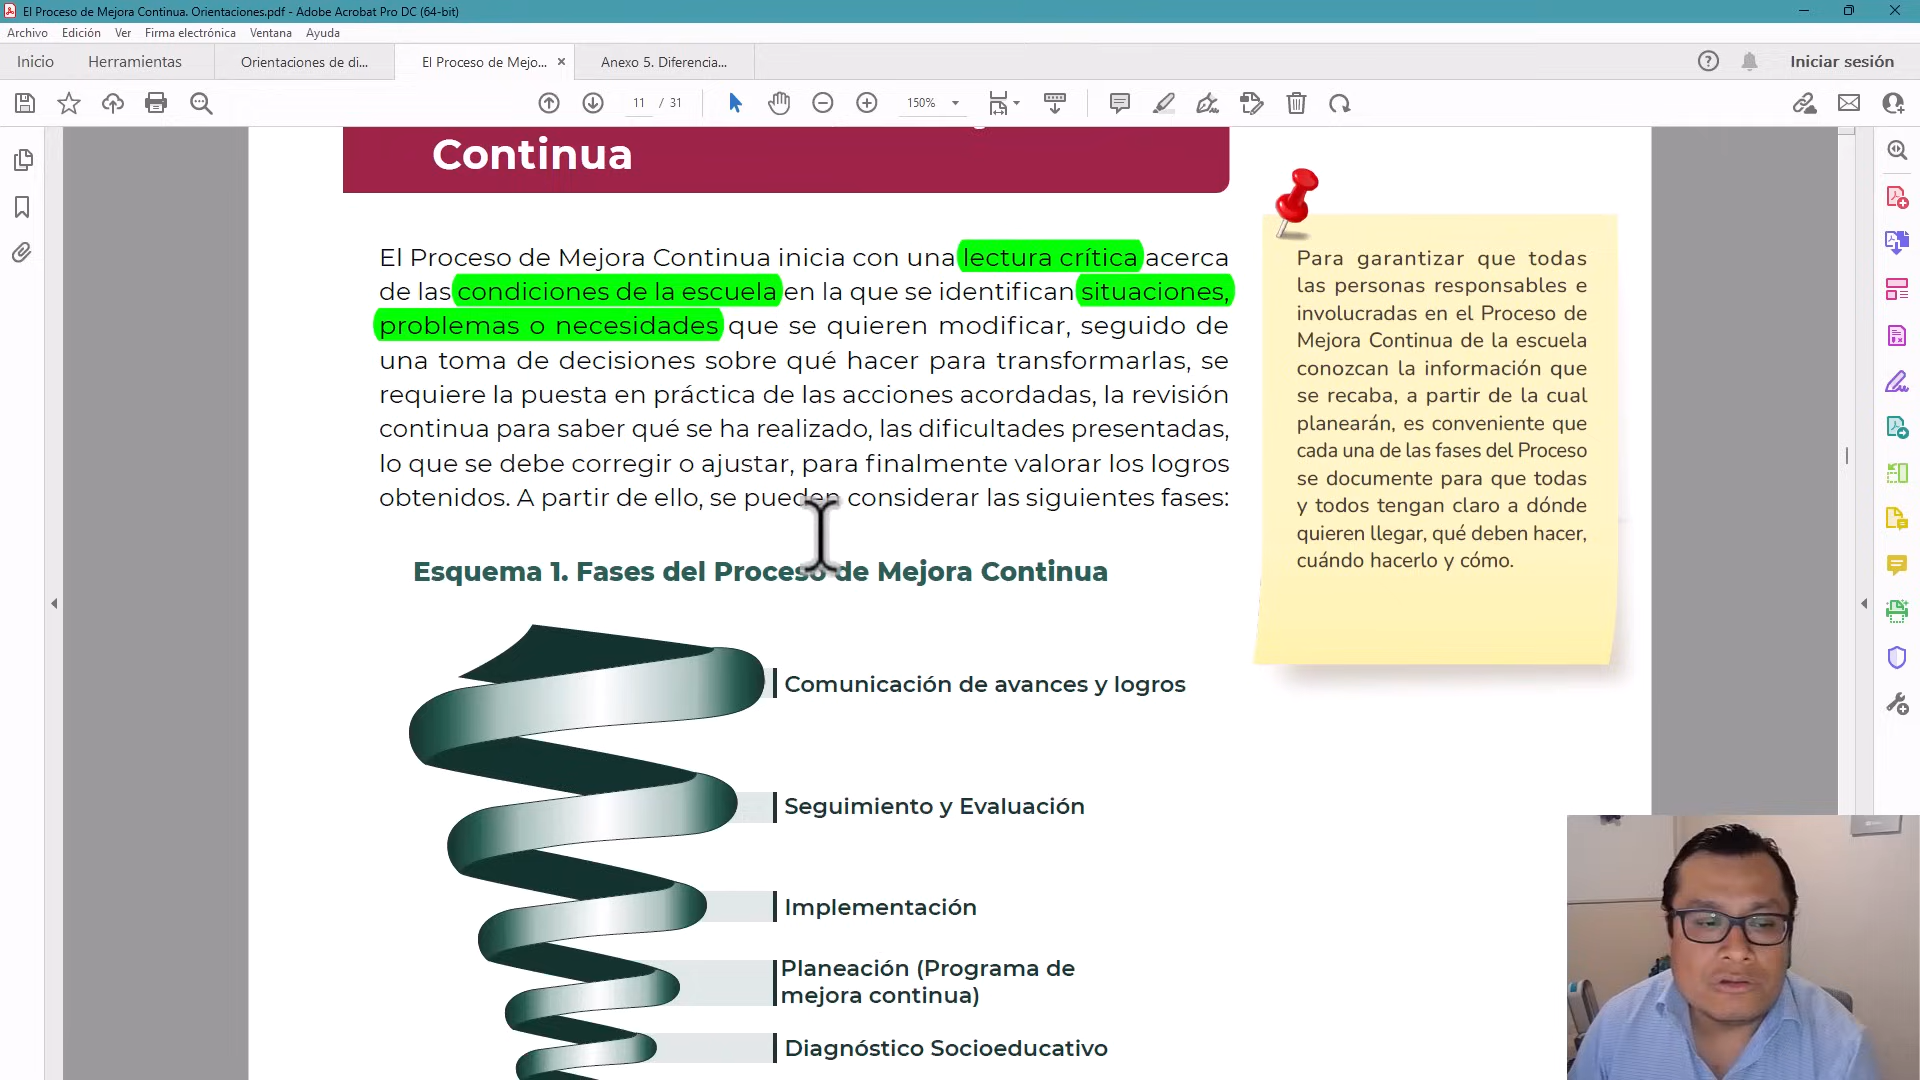 El Proceso de Mejora Continua. Orientaciones.pdf - Adobe Acrobat Pro DC (64-bit)
Archivo Edición Ver Firma electrónica Ventana Ayuda
Inicio Herramientas Orientaciones de di... El Proceso de Mejo... × Anexo 5. Diferencia... Iniciar sesión
11 / 31 150%
Continua
El Proceso de Mejora Continua inicia con una lectura crítica acerca
de las condiciones de la escuela en la que se identifican situaciones,
problemas o necesidades que se quieren modificar, seguido de
una toma de decisiones sobre qué hacer para transformarlas, se
requiere la puesta en práctica de las acciones acordadas, la revisión
continua para saber qué se ha realizado, las dificultades presentadas,
lo que se debe corregir o ajustar, para finalmente valorar los logros
obtenidos. A partir de ello, se pueden considerar las siguientes fases:
Para garantizar que todas
las personas responsables e
involucradas en el Proceso de
Mejora Continua de la escuela
conozcan la información que
se recaba, a partir de la cual
planearán, es conveniente que
cada una de las fases del Proceso
se documente para que todas
y todos tengan claro a dónde
quieren llegar, qué deben hacer,
cuándo hacerlo y cómo.
Esquema 1. Fases del Proceso de Mejora Continua
Comunicación de avances y logros
Seguimiento y Evaluación
Implementación
Planeación (Programa de
mejora continua)
Diagnóstico Socioeducativo